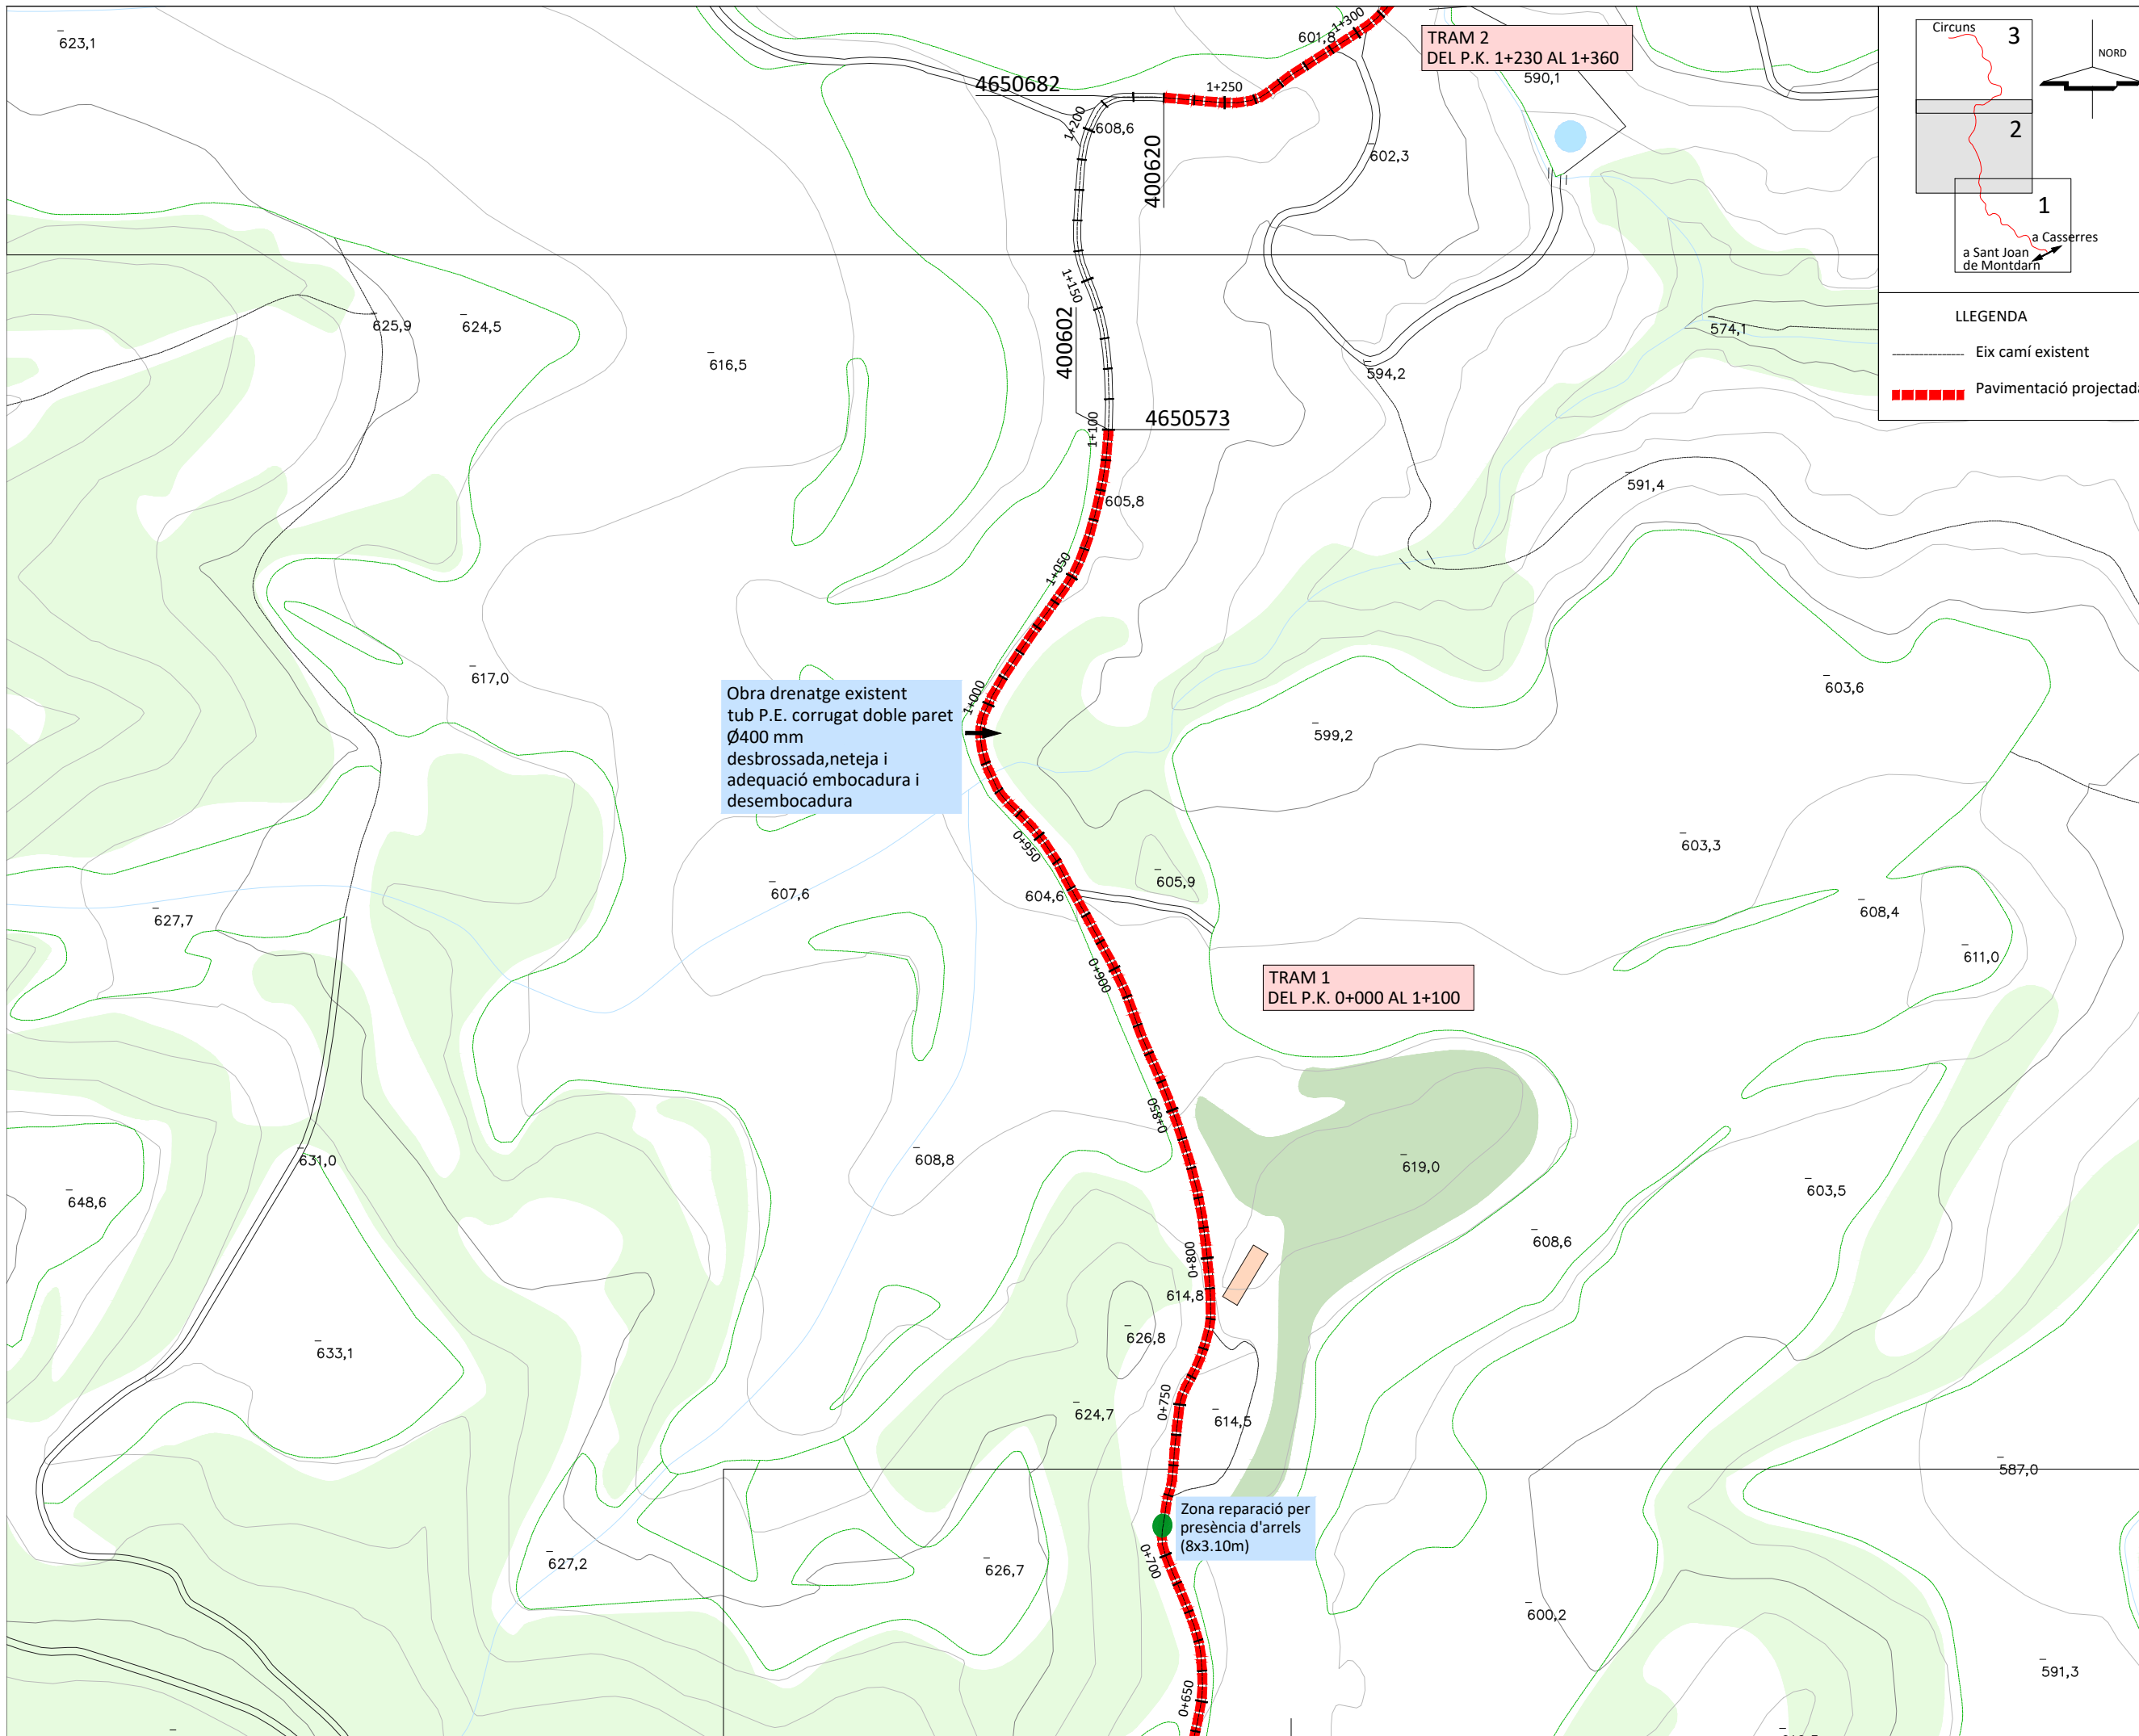 623,1
4650682
1+200
608,6
400620
1+250
601,8
1+300
TRAM 2
DEL P.K. 1+230 AL 1+360
590,1
602,3
Circuns
3
2
1
a Casserres
a Sant Joan
de Montdarn
NORD
LLEGENDA
Eix camí existent
Pavimentació projectada
625,9
624,5
616,5
1+150
400602
594,2
574,1
1+100
4650573
605,8
591,4
1+050
617,0
603,6
1+000
Obra drenatge existent
tub P.E. corrugat doble paret
Ø400 mm
desbrossada,neteja i
adequació embocadura i
desembocadura
599,2
0+950
603,3
627,7
607,6
604,6
605,9
608,4
611,0
0+900
TRAM 1
DEL P.K. 0+000 AL 1+100
0+850
631,0
608,8
619,0
648,6
603,5
608,6
0+800
614,8
633,1
626,8
0+750
624,7
614,5
587,0
Zona reparació per
presència d'arrels
(8x3.10m)
0+700
627,2
626,7
600,2
591,3
0+650